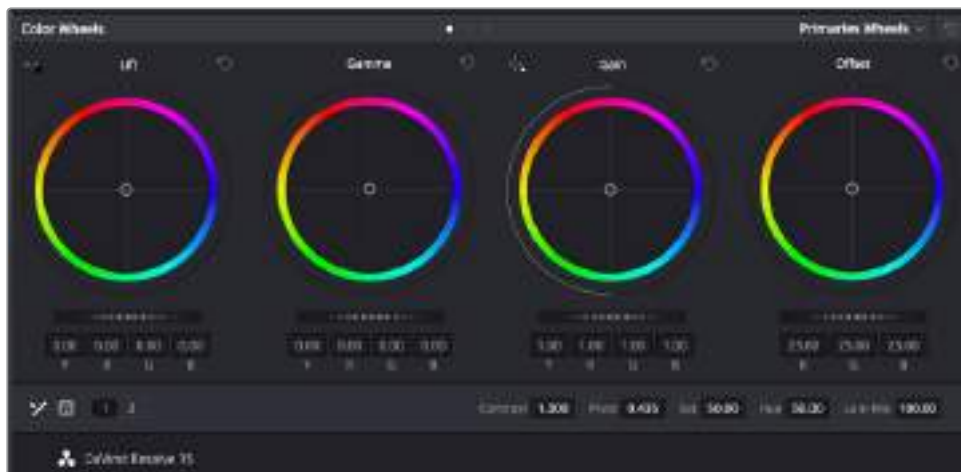 Color Wheels Primaries Wheels
Lift Gamma Gain Offset
0.00 0.00 0.00 0.00 0.00 0.00 0.00 0.00 1.00 1.00 1.00 1.00 25.00 25.00 25.00
Y R G B Y R G B Y R G B R G B
1 2 Contrast 1.000 Pivot 0.435 Sat 50.00 Hue 50.00 Lum Mix 100.00
DaVinci Resolve 15